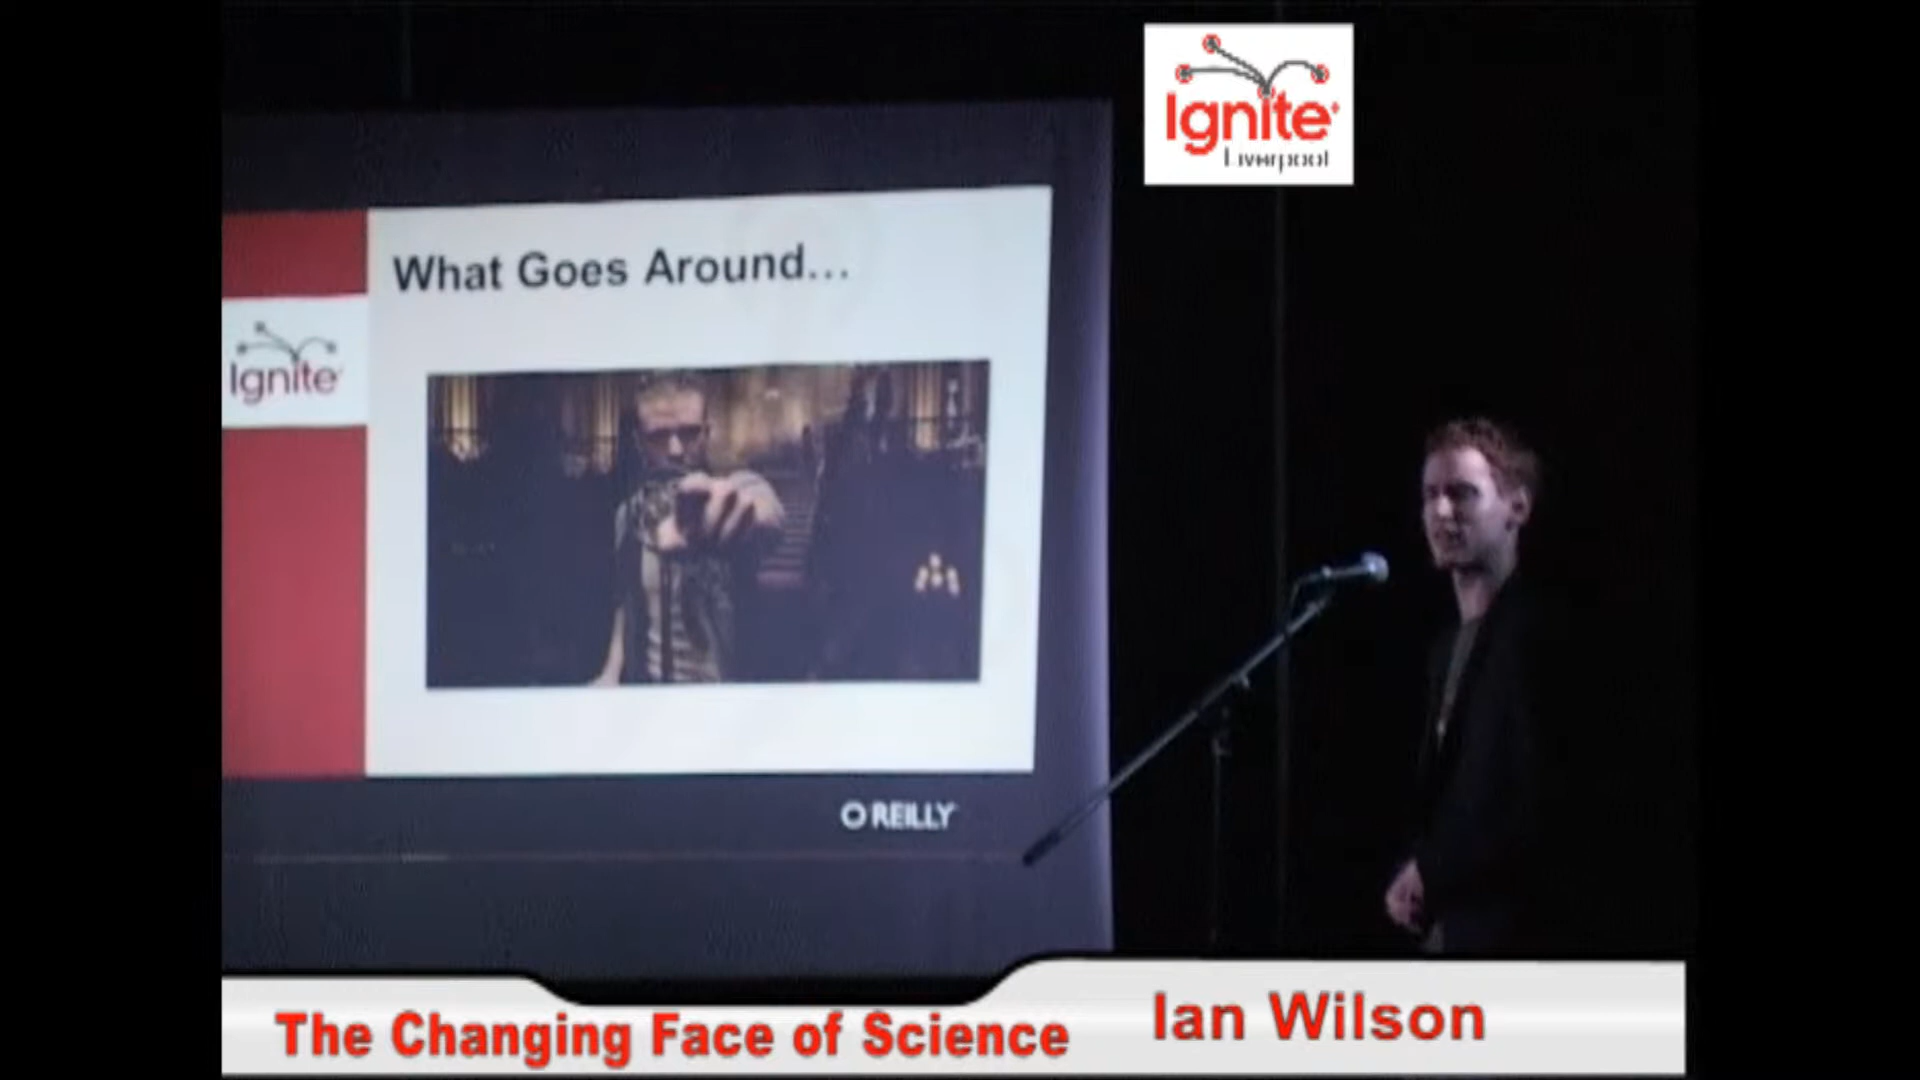 Ignite
Liverpool
What Goes Around...
Ignite
O REILLY
The Changing Face of Science
Ian Wilson